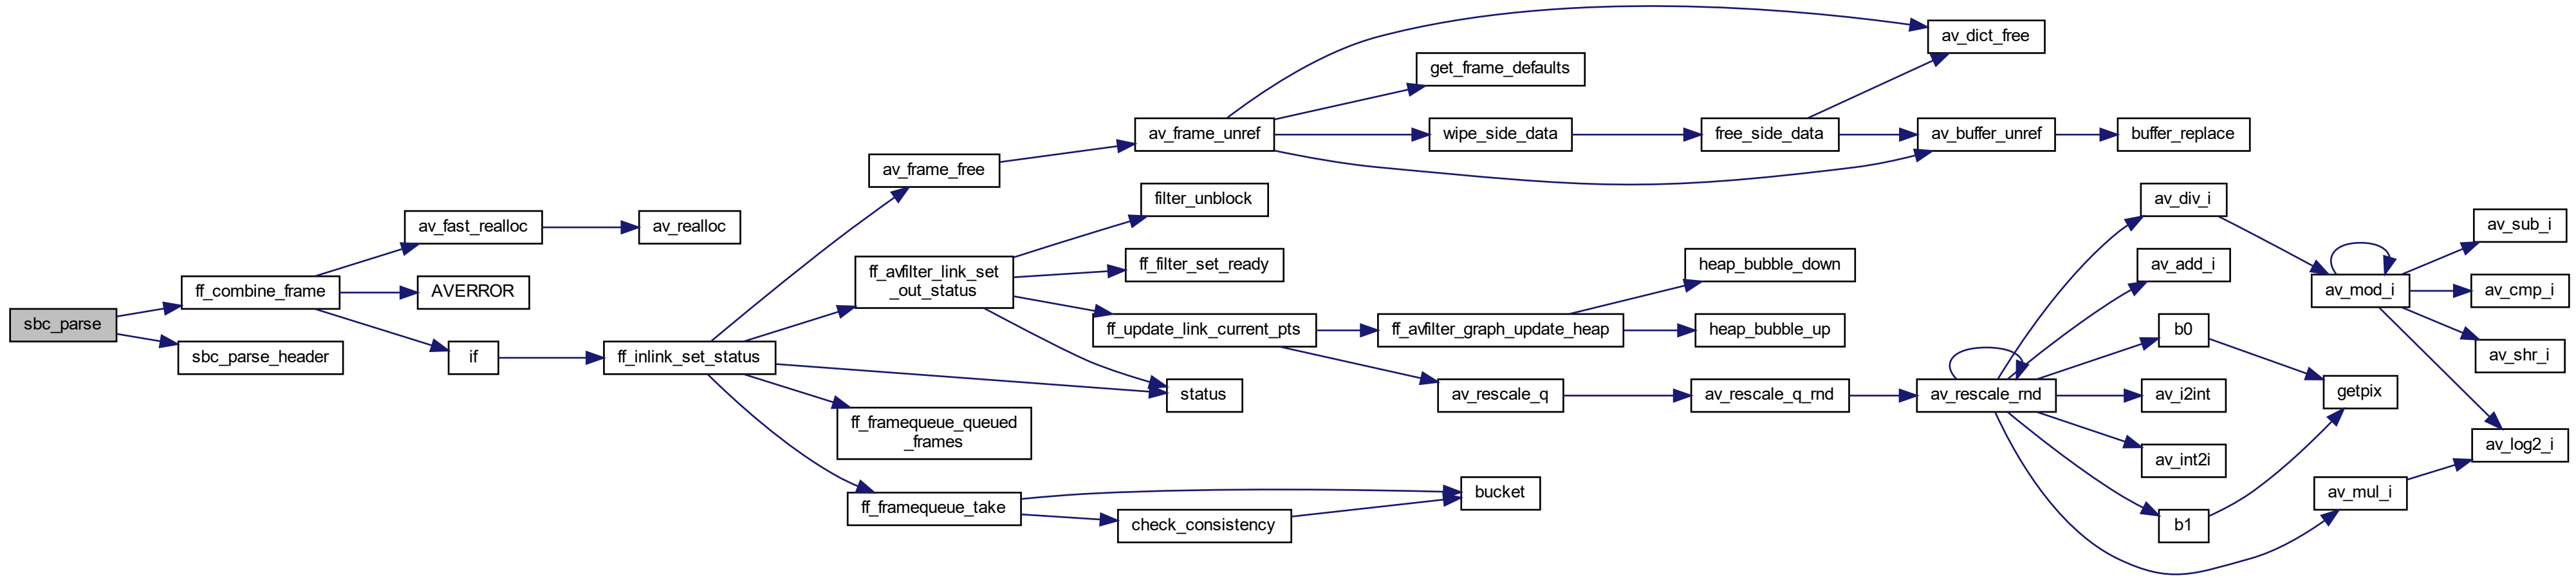 sbc_parse
ff_combine_frame
sbc_parse_header
av_fast_realloc
AVERROR
if
av_realloc
ff_inlink_set_status
av_frame_free
ff_avfilter_link_set
_out_status
ff_framequeue_queued
_frames
ff_framequeue_take
av_frame_unref
filter_unblock
ff_filter_set_ready
ff_update_link_current_pts
status
check_consistency
bucket
get_frame_defaults
wipe_side_data
ff_avfilter_graph_update_heap
av_rescale_q
free_side_data
heap_bubble_down
heap_bubble_up
av_rescale_q_rnd
av_dict_free
av_buffer_unref
av_rescale_rnd
buffer_replace
av_div_i
av_add_i
b0
av_i2int
av_int2i
b1
av_mod_i
getpix
av_mul_i
av_sub_i
av_cmp_i
av_shr_i
av_log2_i